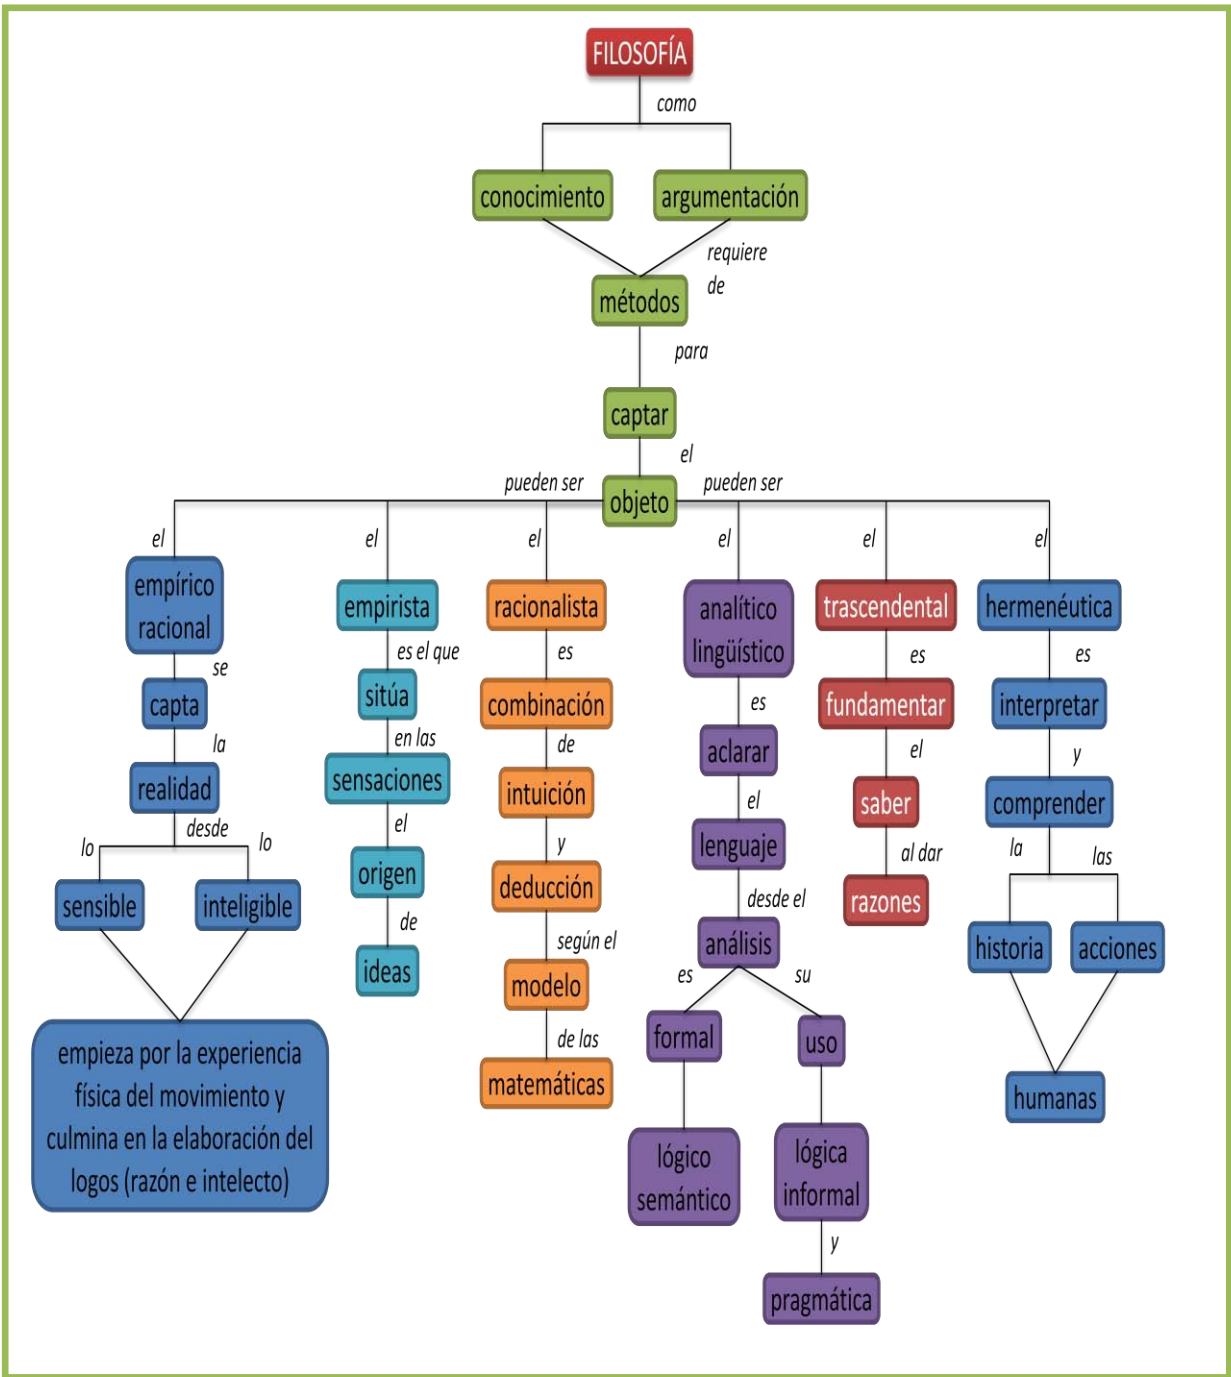 FILOSOFÍA
como
conocimiento
argumentación
requiere
de
métodos
para
captar
el
objeto
pueden ser
pueden ser
el
empírico
racional
se
capta
la
realidad
desde
lo
lo
sensible
inteligible
empieza por la experiencia
física del movimiento y
culmina en la elaboración del
logos (razón e intelecto)
el
empirista
es el que
sitúa
en las
sensaciones
el
origen
de
ideas
el
racionalista
es
combinación
de
intuición
y
deducción
según el
modelo
de las
matemáticas
el
analítico
lingüístico
es
aclarar
el
lenguaje
desde el
análisis
es
su
formal
uso
lógico
semántico
lógica
informal
y
pragmática
el
trascendental
es
fundamentar
el
saber
al dar
razones
el
hermenéutica
es
interpretar
y
comprender
la
las
historia
acciones
humanas